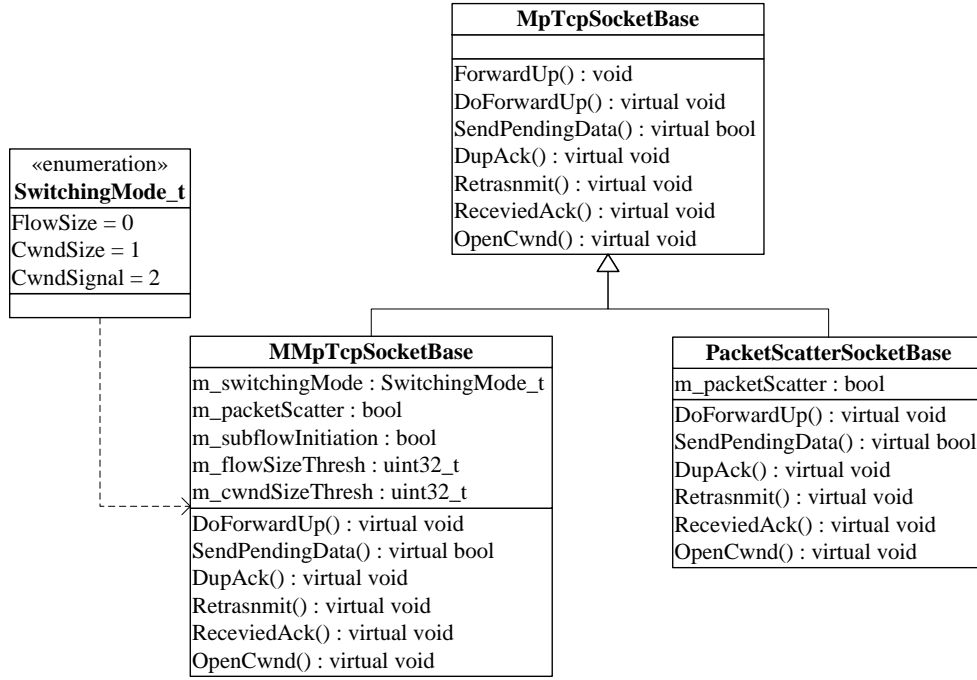 MpTcpSocketBase
ForwardUp() : void
DoForwardUp() : virtual void
SendPendingData() : virtual bool
DupAck() : virtual void
Retrasnmit() : virtual void
ReceviedAck() : virtual void
OpenCwnd() : virtual void
«enumeration»
SwitchingMode_t
FlowSize = 0
CwndSize = 1
CwndSignal = 2
MMpTcpSocketBase
m_switchingMode : SwitchingMode_t
m_packetScatter : bool
m_subflowInitiation : bool
m_flowSizeThresh : uint32_t
m_cwndSizeThresh : uint32_t
DoForwardUp() : virtual void
SendPendingData() : virtual bool
DupAck() : virtual void
Retrasnmit() : virtual void
ReceviedAck() : virtual void
OpenCwnd() : virtual void
PacketScatterSocketBase
m_packetScatter : bool
DoForwardUp() : virtual void
SendPendingData() : virtual bool
DupAck() : virtual void
Retrasnmit() : virtual void
ReceviedAck() : virtual void
OpenCwnd() : virtual void